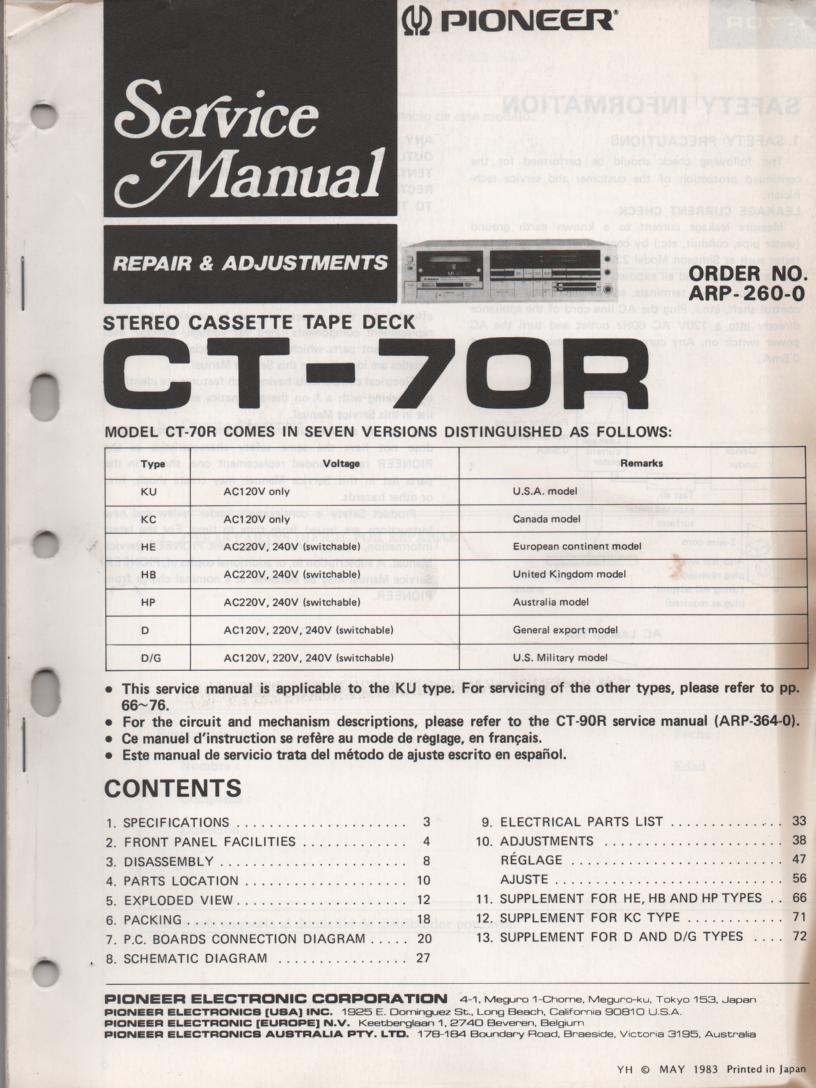 PIONEER®
Service
Manual
REPAIR & ADJUSTMENTS
ORDER NO.
ARP-260-0
STEREO CASSETTE TAPE DECK
CT-70R
MODEL CT-70R COMES IN SEVEN VERSIONS DISTINGUISHED AS FOLLOWS:
Type Voltage Remarks
KU AC120V only U.S.A. model
KC AC120V only Canada model
HE AC220V, 240V (switchable) European continent model
HB AC220V, 240V (switchable) United Kingdom model
HP AC220V, 240V (switchable) Australia model
D AC120V, 220V, 240V (switchable) General export model
D/G AC120V, 220V, 240V (switchable) U.S. Military model
● This service manual is applicable to the KU type. For servicing of the other types, please refer to pp.
66~76.
● For the circuit and mechanism descriptions, please refer to the CT-90R service manual (ARP-364-0).
● Ce manuel d'instruction se refère au mode de réglage, en français.
● Este manual de servicio trata del método de ajuste escrito en español.
CONTENTS
1. SPECIFICATIONS . . . . . . . . . . . . . . . . . . . . . 3
2. FRONT PANEL FACILITIES . . . . . . . . . . . . . 4
3. DISASSEMBLY . . . . . . . . . . . . . . . . . . . . . . . 8
4. PARTS LOCATION . . . . . . . . . . . . . . . . . . . . 10
5. EXPLODED VIEW . . . . . . . . . . . . . . . . . . . . . 12
6. PACKING . . . . . . . . . . . . . . . . . . . . . . . . . . . 18
7. P.C. BOARDS CONNECTION DIAGRAM . . . . . 20
8. SCHEMATIC DIAGRAM . . . . . . . . . . . . . . . . 27
9. ELECTRICAL PARTS LIST . . . . . . . . . . . . . . 33
10. ADJUSTMENTS . . . . . . . . . . . . . . . . . . . . . . 38
RÉGLAGE . . . . . . . . . . . . . . . . . . . . . . . . . . 47
AJUSTE . . . . . . . . . . . . . . . . . . . . . . . . . . . 56
11. SUPPLEMENT FOR HE, HB AND HP TYPES . . 66
12. SUPPLEMENT FOR KC TYPE . . . . . . . . . . . . 71
13. SUPPLEMENT FOR D AND D/G TYPES . . . . 72
PIONEER ELECTRONIC CORPORATION 4-1, Meguro 1-Chome, Meguro-ku, Tokyo 153, Japan
PIONEER ELECTRONICS [USA] INC. 1925 E. Dominguez St., Long Beach, California 90810 U.S.A.
PIONEER ELECTRONIC [EUROPE] N.V. Keetberglaan 1, 2740 Beveren, Belgium
PIONEER ELECTRONICS AUSTRALIA PTY. LTD. 178-184 Boundary Road, Braeside, Victoria 3195, Australia
YH © MAY 1983 Printed in Japan